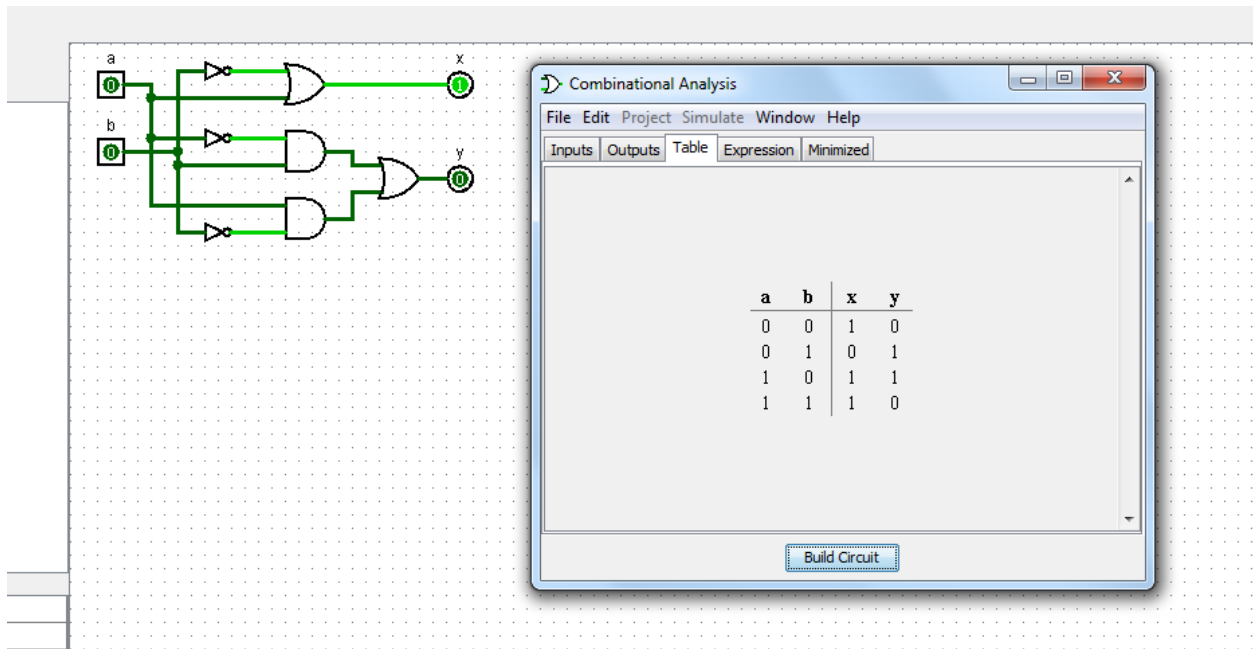 a
0
x
1
b
0
y
0
Combinational Analysis
File Edit Project Simulate Window Help
Inputs Outputs Table Expression Minimized
a b x y
0 0 1 0
0 1 0 1
1 0 1 1
1 1 1 0
Build Circuit